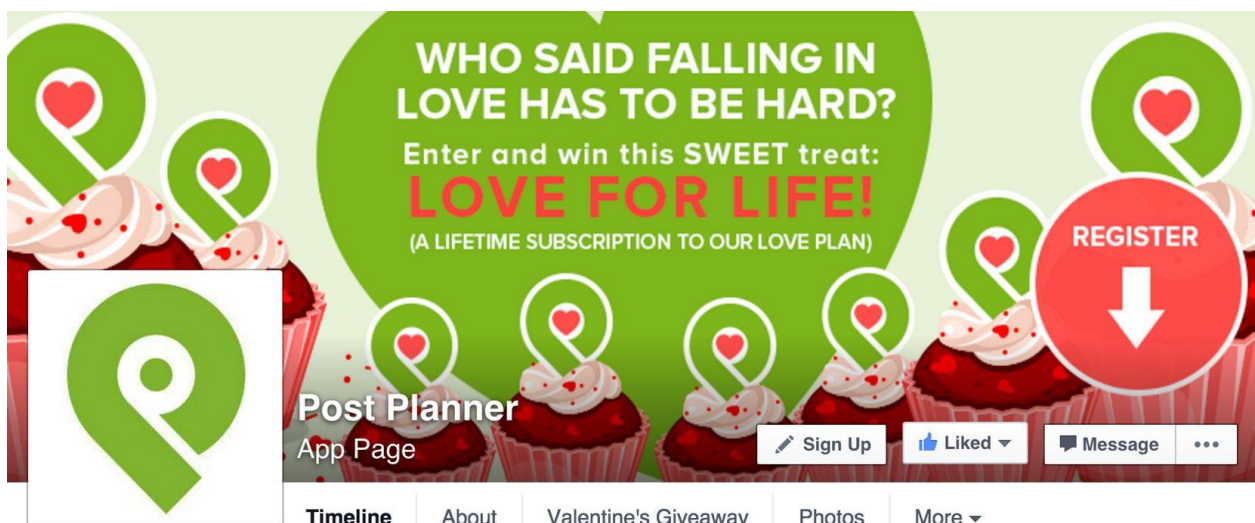 WHO SAID FALLING IN
LOVE HAS TO BE HARD?
Enter and win this SWEET treat:
LOVE FOR LIFE!
(A LIFETIME SUBSCRIPTION TO OUR LOVE PLAN)
REGISTER
Post Planner
App Page
Sign Up
Liked
Message
Timeline
About
Valentine's Giveaway
Photos
More